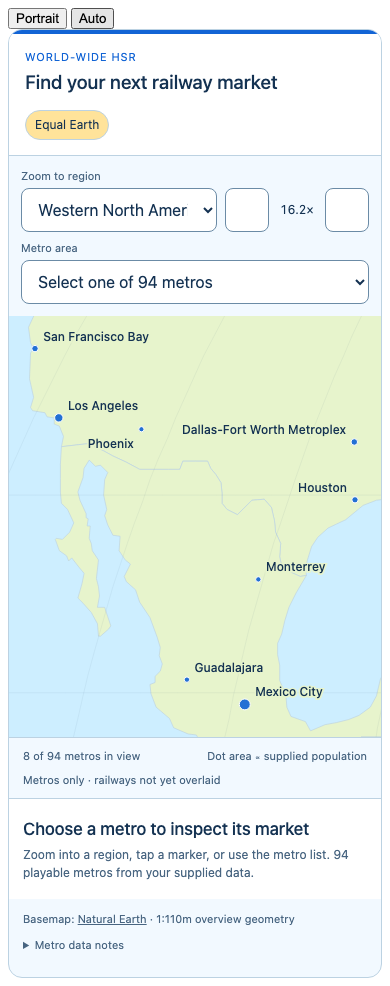 Portrait Auto
WORLD-WIDE HSR
Find your next railway market
Equal Earth
Zoom to region
Western North Amer
16.2×
Metro area
Select one of 94 metros
San Francisco Bay
Los Angeles
Phoenix
Dallas-Fort Worth Metroplex
Houston
Monterrey
Guadalajara
Mexico City
8 of 94 metros in view
Dot area ∝ supplied population
Metros only · railways not yet overlaid
Choose a metro to inspect its market
Zoom into a region, tap a marker, or use the metro list. 94
playable metros from your supplied data.
Basemap: Natural Earth · 1:110m overview geometry
Metro data notes